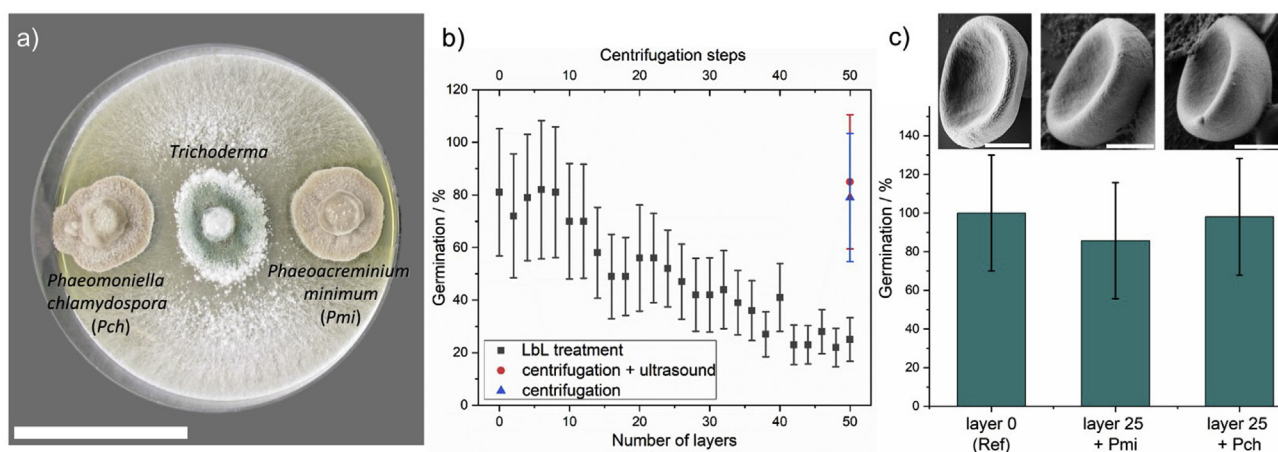 a)
Trichoderma
Phaeomoniella
chlamydospora
(Pch)
Phaeoacreminium
minimum
(Pmi)
b)
Centrifugation steps
0 10 20 30 40 50
Germination / %
120
100
80
60
40
20
0
LbL treatment
centrifugation + ultrasound
centrifugation
0 10 20 30 40 50
Number of layers
c)
Germination / %
140
120
100
80
60
40
20
0
layer 0 layer 25 layer 25
(Ref) + Pmi + Pch